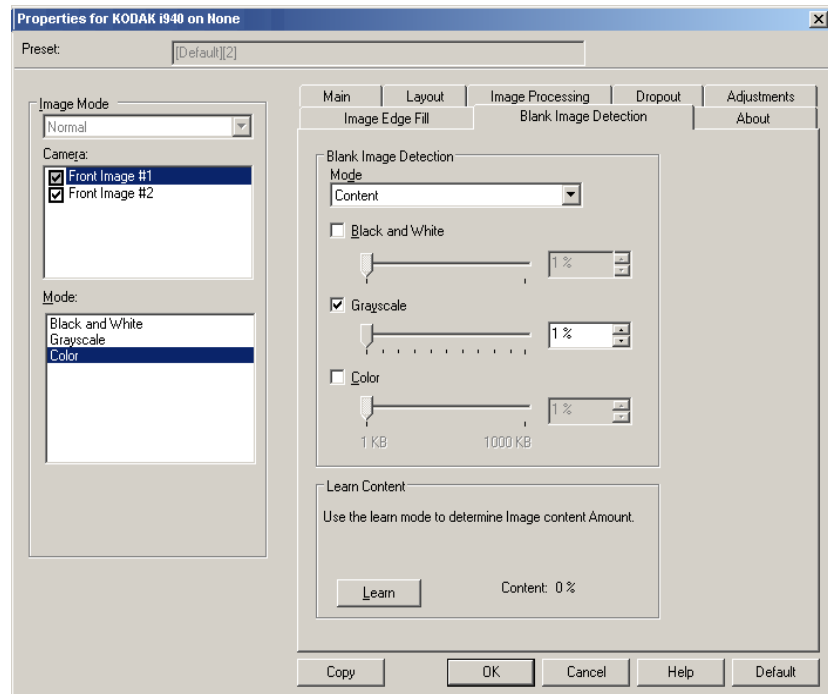 Properties for KODAK i940 on None
Preset:
[Default][2]
Image Mode
Normal
Camera:
Front Image #1
Front Image #2
Mode:
Black and White
Grayscale
Color
Main Layout Image Processing Dropout Adjustments
Image Edge Fill Blank Image Detection About
Blank Image Detection
Mode
Content
Black and White
1 %
Grayscale
1 %
Color
1 %
1 KB 1000 KB
Learn Content
Use the learn mode to determine Image content Amount.
Learn Content: 0 %
Copy OK Cancel Help Default